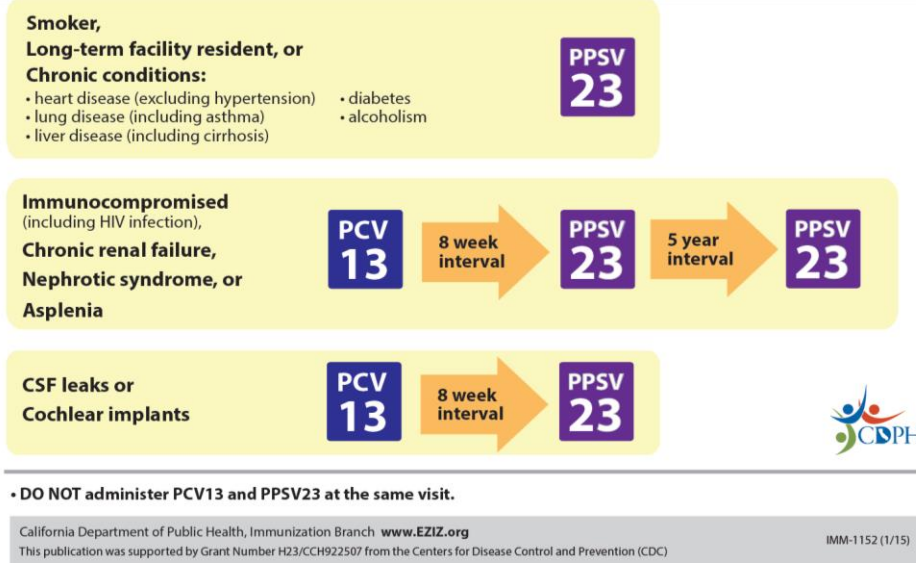 Smoker,
Long-term facility resident, or
Chronic conditions:
• heart disease (excluding hypertension)
• lung disease (including asthma)
• liver disease (including cirrhosis)
• diabetes
• alcoholism
PPSV
23
Immunocompromised
(including HIV infection),
Chronic renal failure,
Nephrotic syndrome, or
Asplenia
PCV
13
8 week
interval
PPSV
23
5 year
interval
PPSV
23
CSF leaks or
Cochlear implants
PCV
13
8 week
interval
PPSV
23
CDPH
• DO NOT administer PCV13 and PPSV23 at the same visit.
California Department of Public Health, Immunization Branch www.EZIZ.org
This publication was supported by Grant Number H23/CCH922507 from the Centers for Disease Control and Prevention (CDC)
IMM-1152 (1/15)